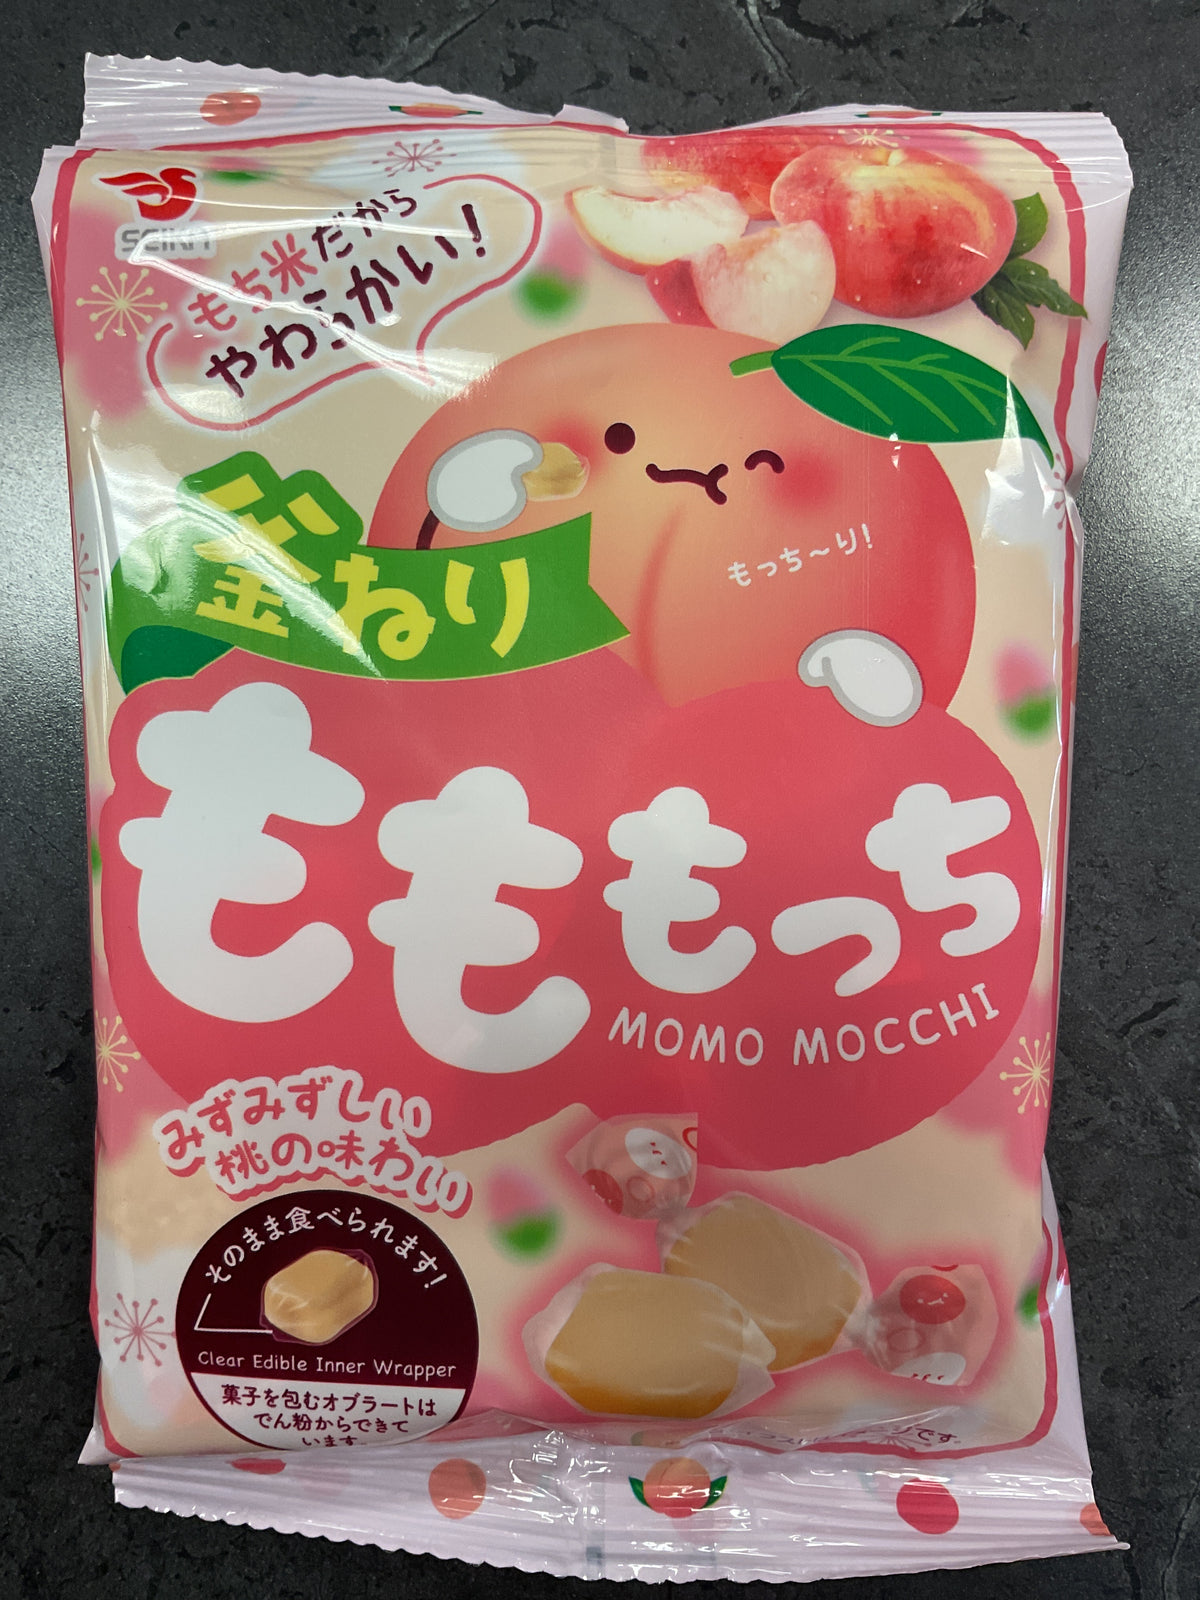 SEIKA
もち米だから
やわらかい!
もっち~り!
釜ねり
ももも っち
MOMO MOCCHI
みずみずしい
桃の味わい
そのまま食べられます!
Clear Edible Inner Wrapper
菓子を包むオブラートは
でん粉からできて
います。